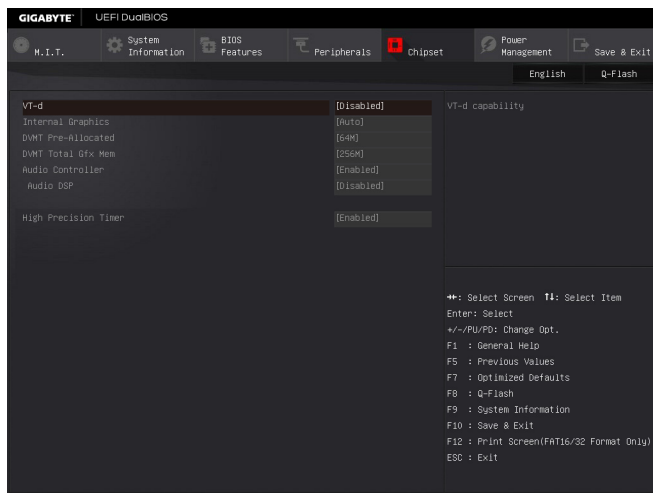 GIGABYTE™ UEFI DualBIOS
M.I.T.
System Information
BIOS Features
Peripherals
Chipset
Power Management
Save & Exit
English Q-Flash
VT-d [Disabled]
Internal Graphics [Auto]
DVMT Pre-Allocated [64M]
DVMT Total Gfx Mem [256M]
Audio Controller [Enabled]
Audio DSP [Disabled]
High Precision Timer [Enabled]
VT-d capability
→←: Select Screen ↑↓: Select Item
Enter: Select
+/-/PU/PD: Change Opt.
F1 : General Help
F5 : Previous Values
F7 : Optimized Defaults
F8 : Q-Flash
F9 : System Information
F10 : Save & Exit
F12 : Print Screen(FAT16/32 Format Only)
ESC : Exit